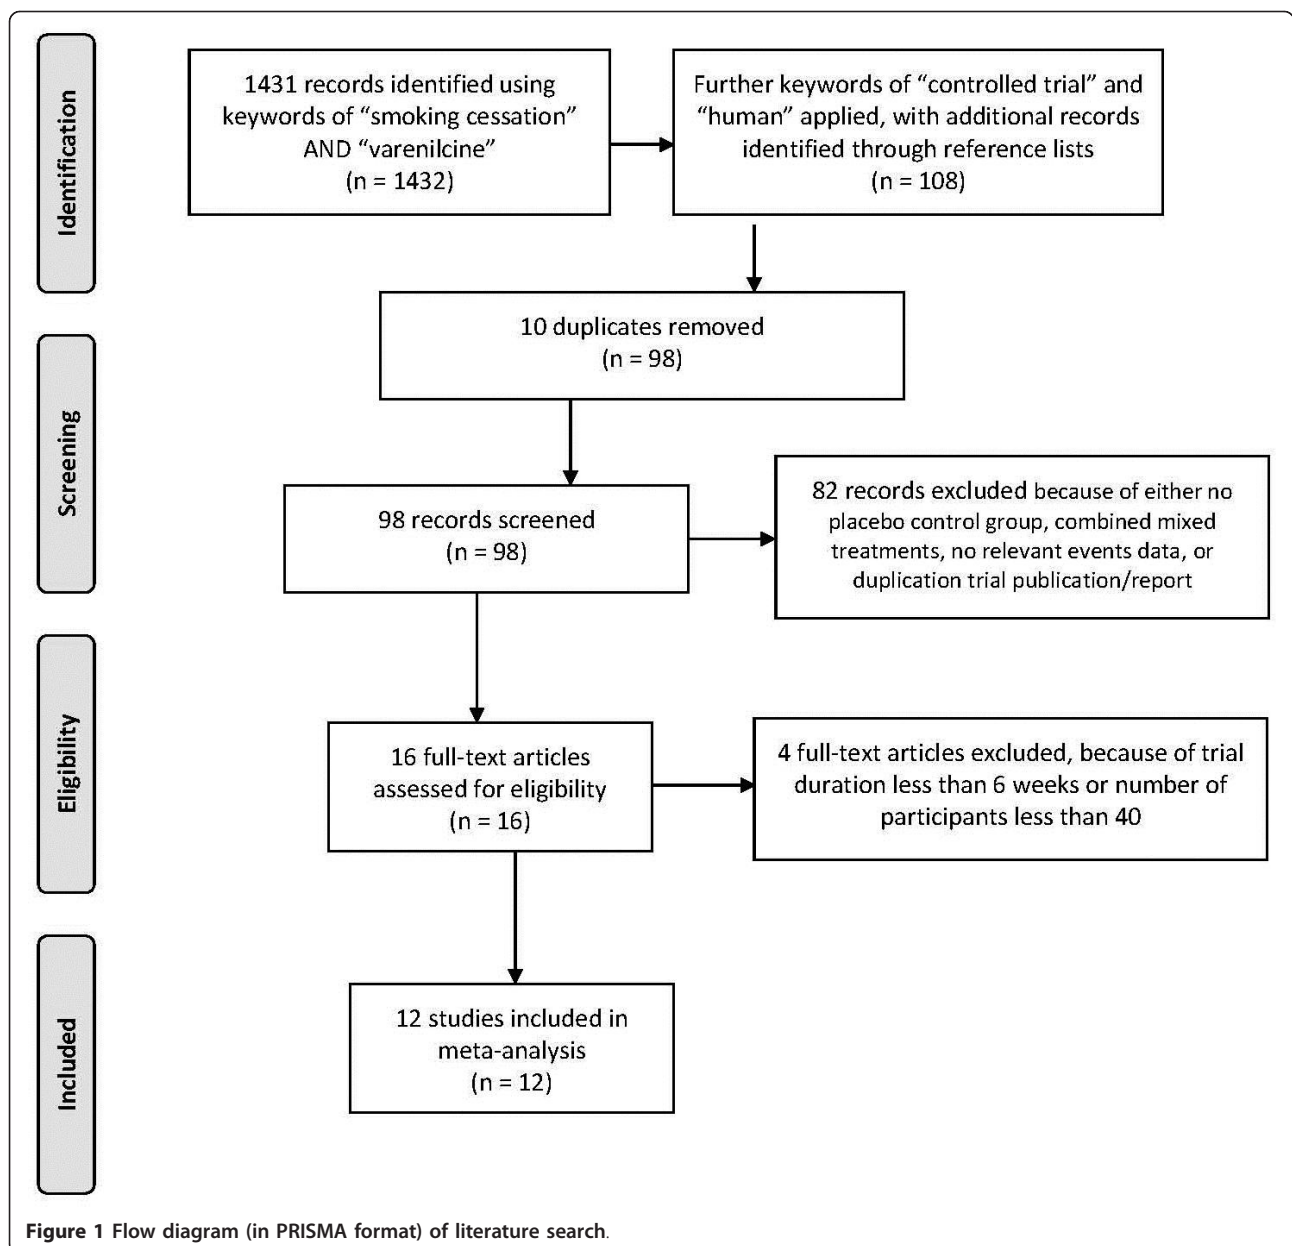 Identification
1431 records identified using
keywords of “smoking cessation”
AND “varenilcine”
(n = 1432)
Further keywords of “controlled trial” and
“human” applied, with additional records
identified through reference lists
(n = 108)
10 duplicates removed
(n = 98)
Screening
98 records screened
(n = 98)
82 records excluded because of either no
placebo control group, combined mixed
treatments, no relevant events data, or
duplication trial publication/report
Eligibility
16 full-text articles
assessed for eligibility
(n = 16)
4 full-text articles excluded, because of trial
duration less than 6 weeks or number of
participants less than 40
Included
12 studies included in
meta-analysis
(n = 12)
Figure 1 Flow diagram (in PRISMA format) of literature search.